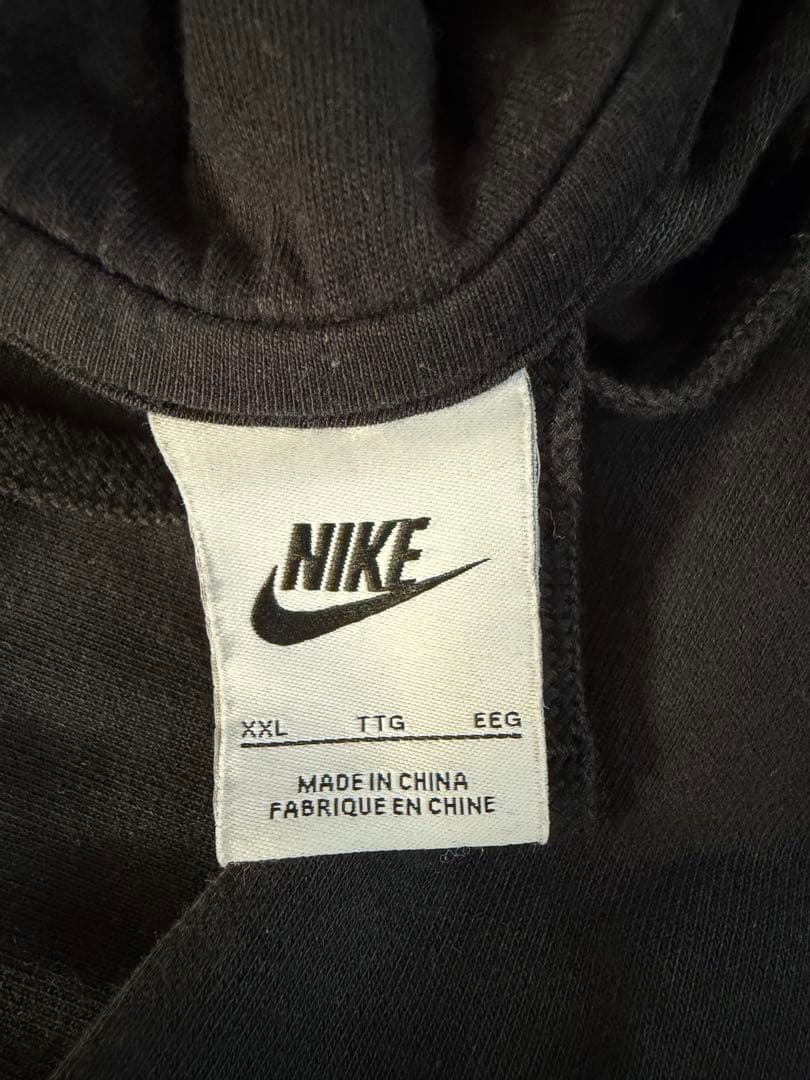 NIKE
XXL TTG EEG
MADE IN CHINA
FABRIQUE EN CHINE